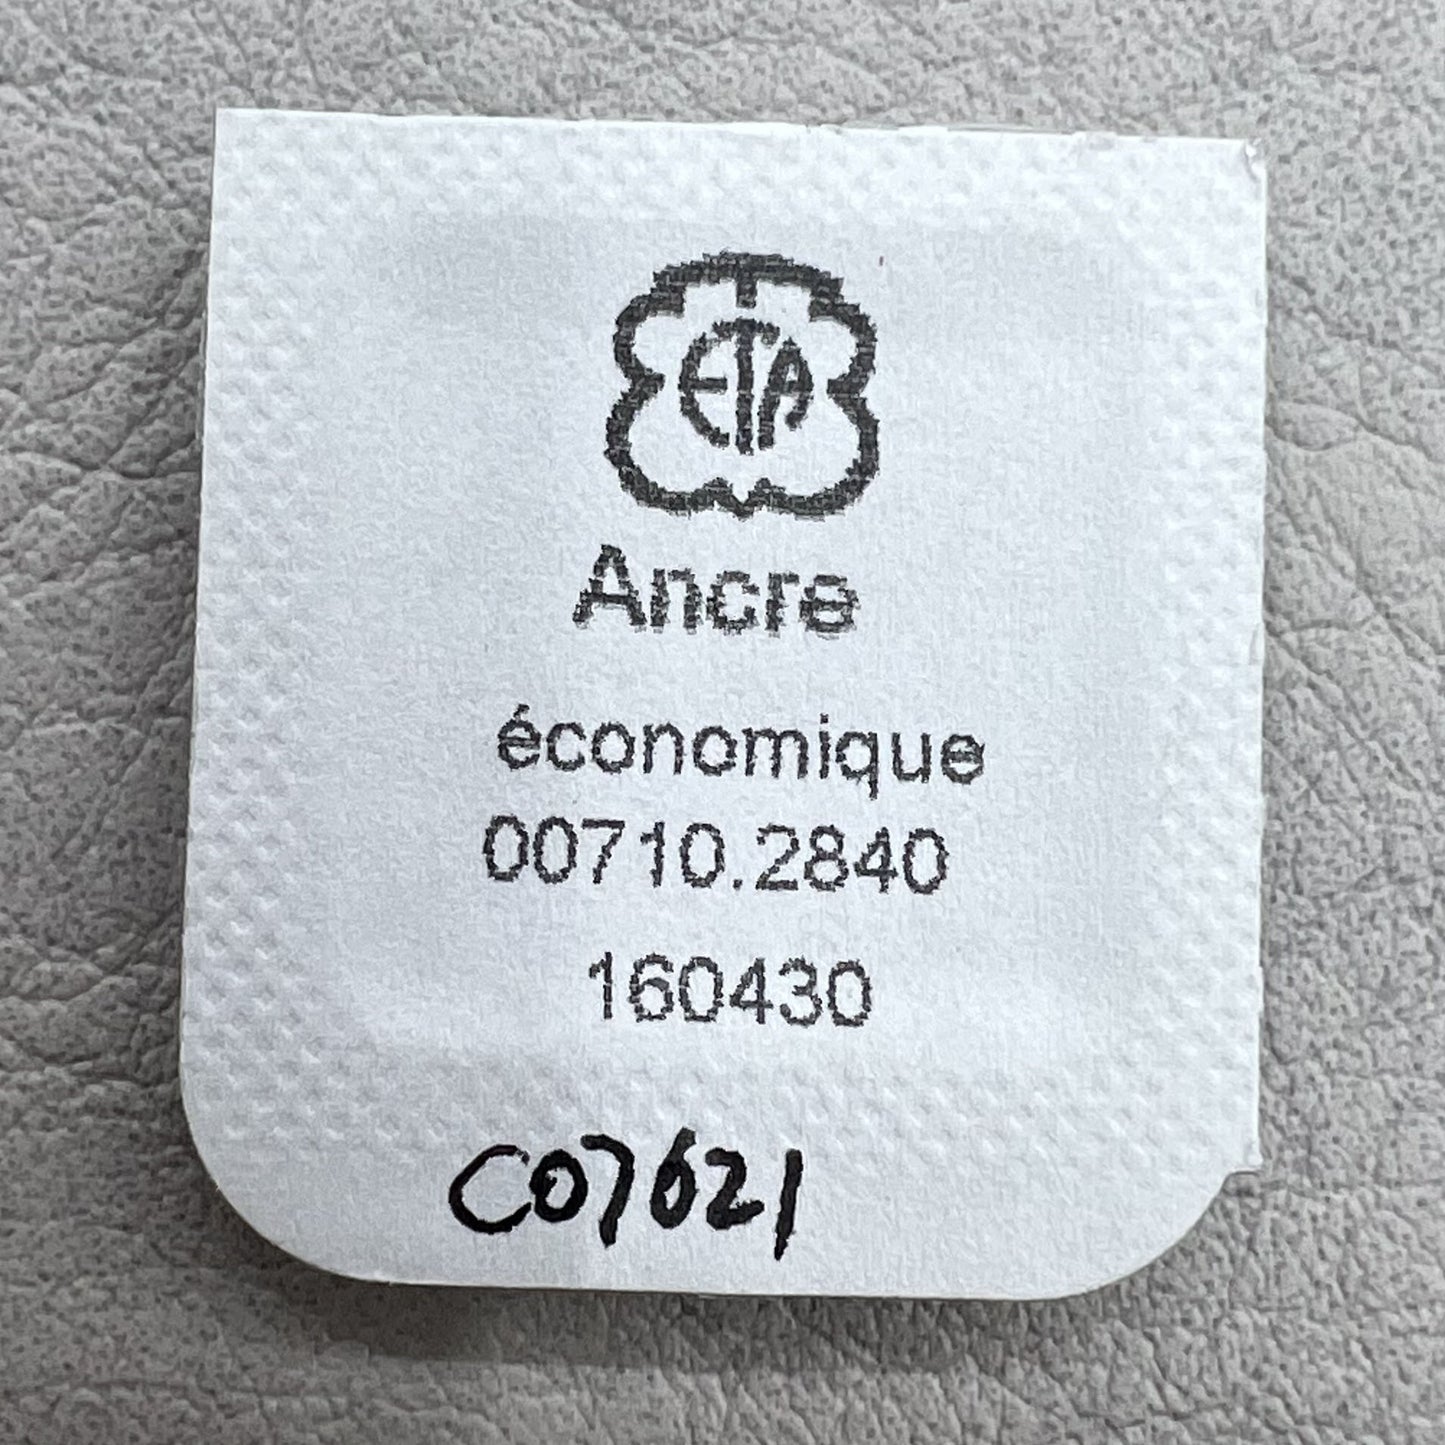 ETA
Ancre
économique
00710.2840
160430
C07621